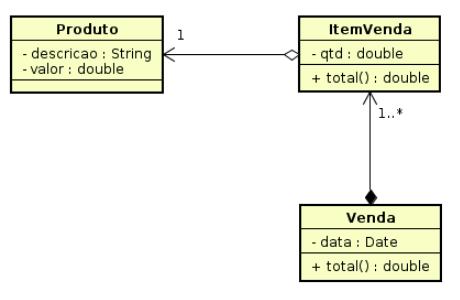 Produto
- descricao : String
- valor : double
1
ItemVenda
- qtd : double
+ total() : double
1..*
Venda
- data : Date
+ total() : double